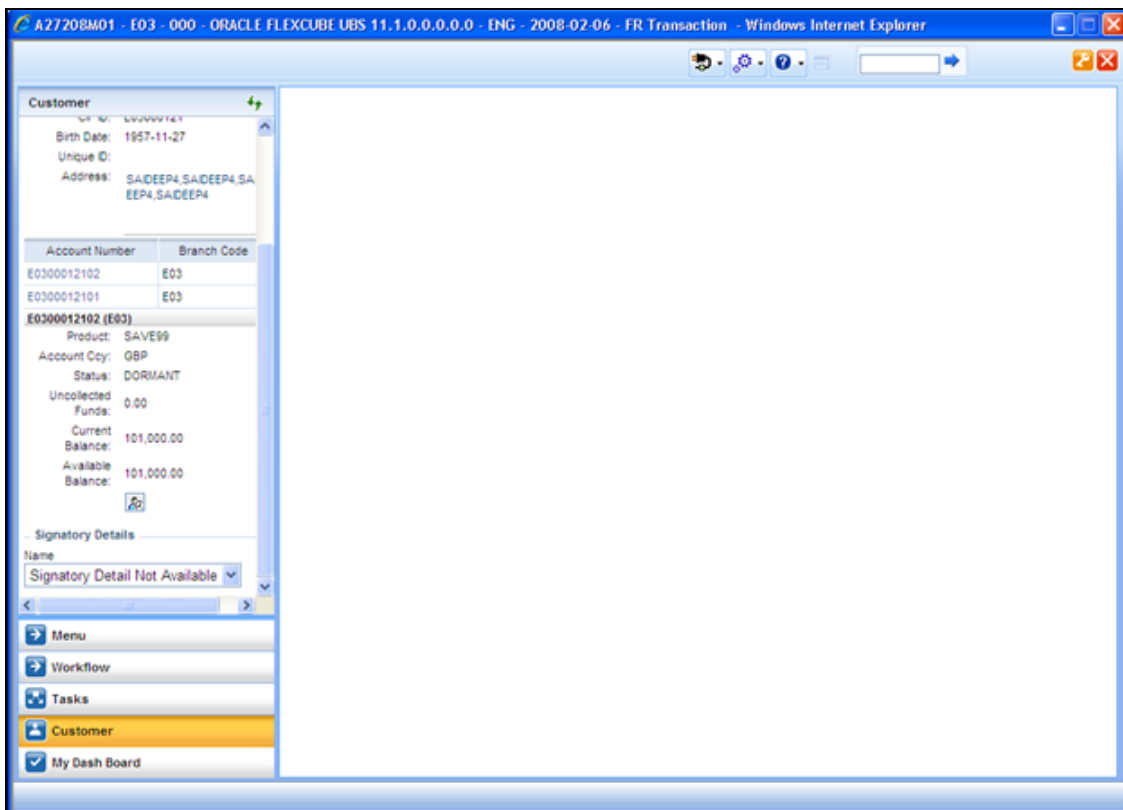 A27208M01 - E03 - 000 - ORACLE FLEXCUBE UBS 11.1.0.0.0.0.0 - ENG - 2008-02-06 - FR Transaction - Windows Internet Explorer
Customer
Birth Date: 1957-11-27
Unique ID:
Address: SAIDEEP4,SAIDEEP4,SA
EEP4,SAIDEEP4
Account Number Branch Code
E0300012102 E03
E0300012101 E03
E0300012102 (E03)
Product: SAVE99
Account Ccy: GBP
Status: DORMANT
Uncollected Funds: 0.00
Current Balance: 101,000.00
Available Balance: 101,000.00
Signatory Details
Name
Signatory Detail Not Available
Menu
Workflow
Tasks
Customer
My Dash Board